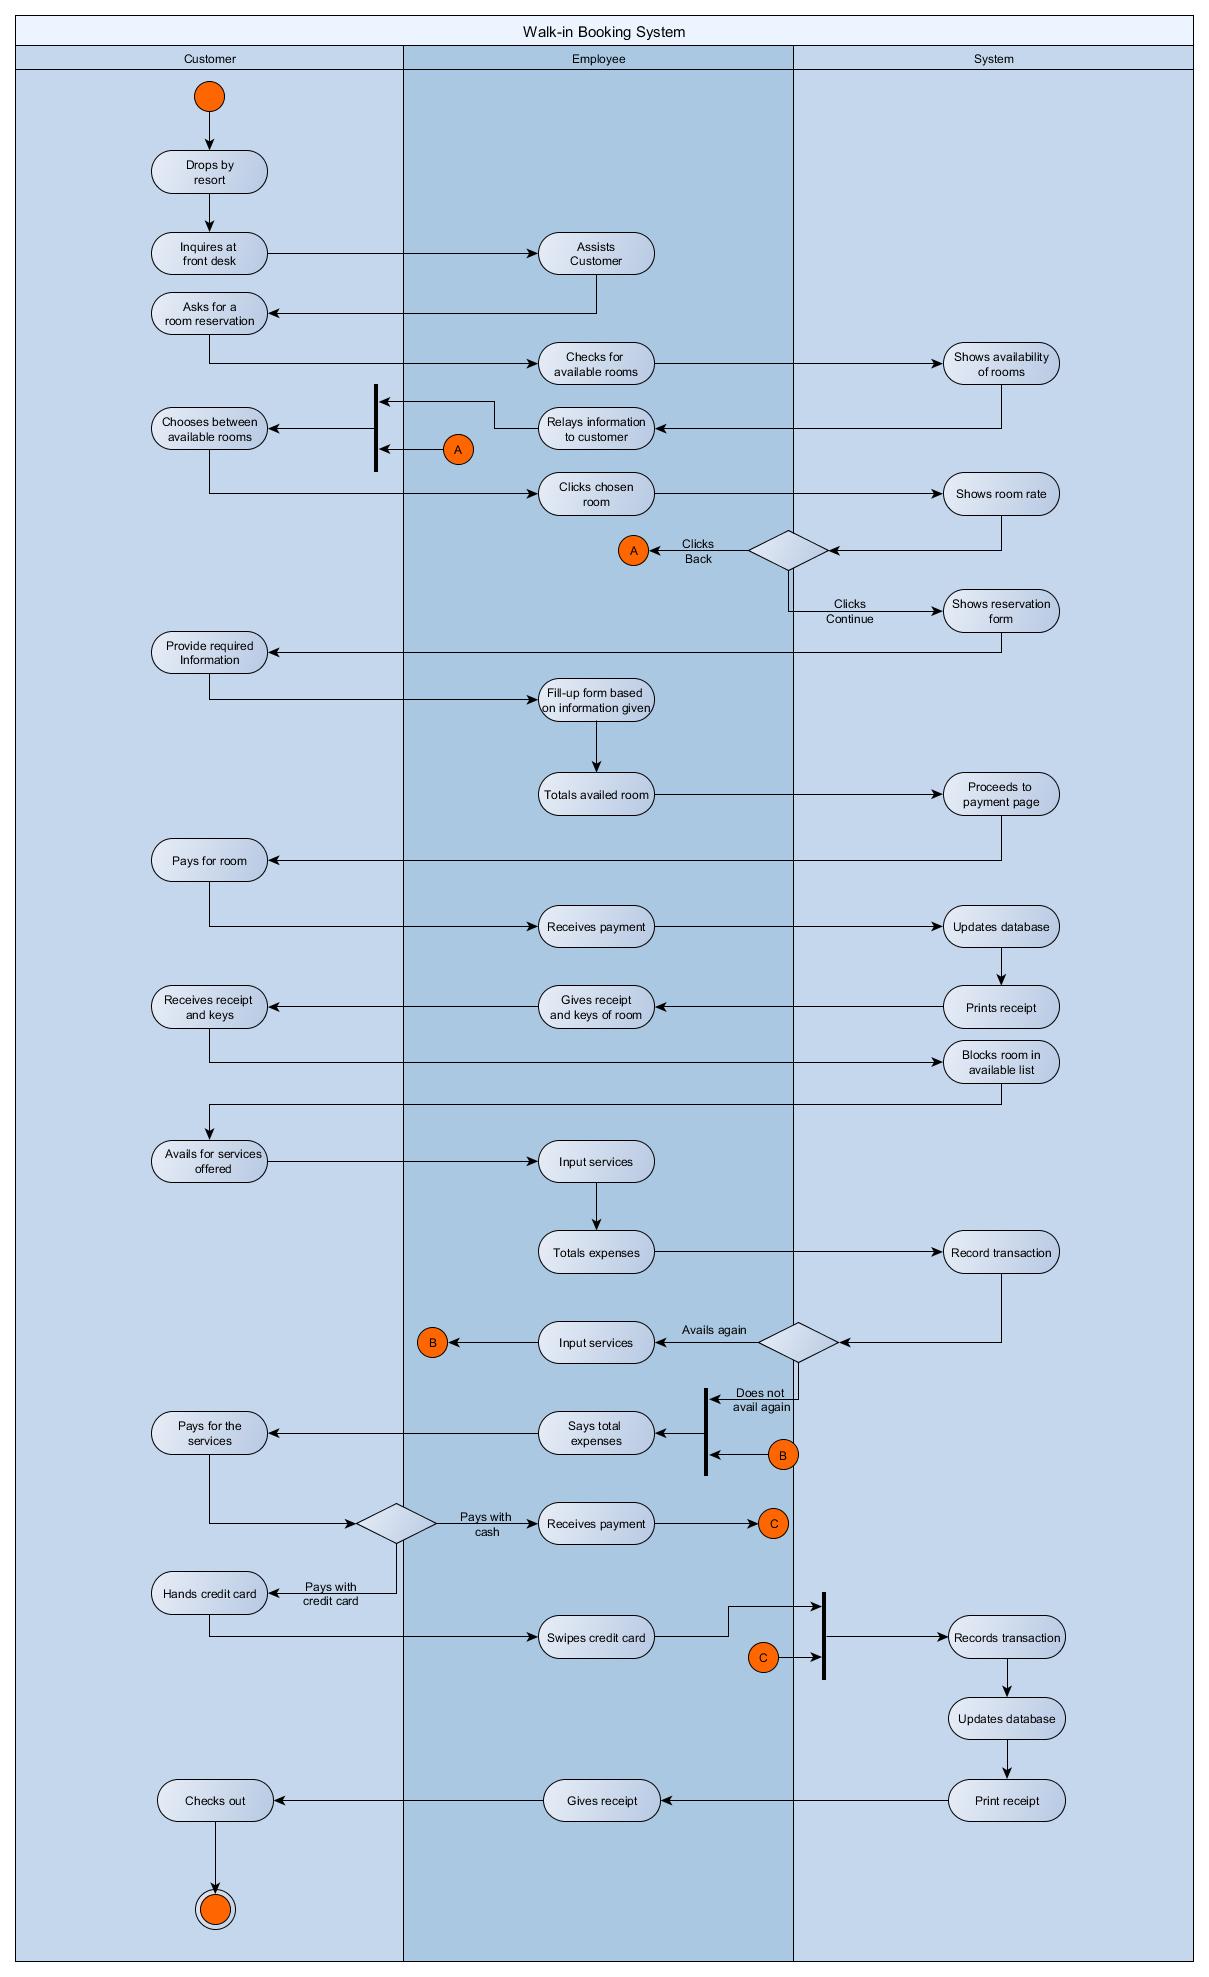 Walk-in Booking System
Customer
Employee
System
Drops by
resort
Inquires at
front desk
Assists
Customer
Asks for a
room reservation
Checks for
available rooms
Shows availability
of rooms
Chooses between
available rooms
Relays information
to customer
A
Clicks chosen
room
Shows room rate
A
Clicks
Back
Clicks
Continue
Shows reservation
form
Provide required
Information
Fill-up form based
on information given
Totals availed room
Proceeds to
payment page
Pays for room
Receives payment
Updates database
Receives receipt
and keys
Gives receipt
and keys of room
Prints receipt
Blocks room in
available list
Avails for services
offered
Input services
Totals expenses
Record transaction
B
Input services
Avails again
Does not
avail again
Pays for the
services
Says total
expenses
B
Pays with
cash
Receives payment
C
Hands credit card
Pays with
credit card
Swipes credit card
C
Records transaction
Updates database
Checks out
Gives receipt
Print receipt